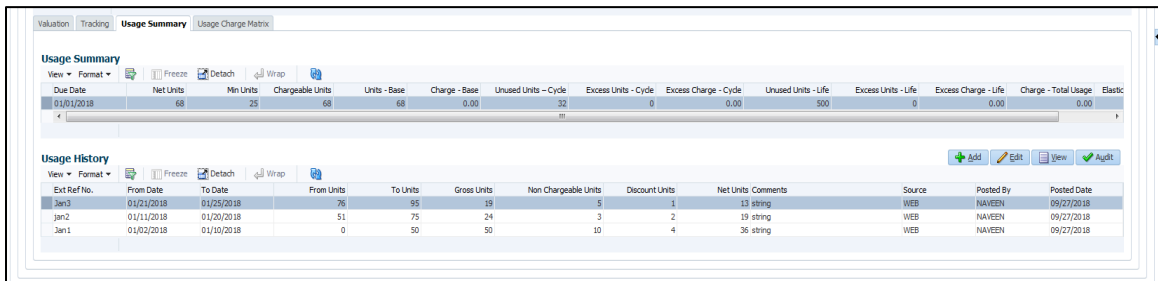 Valuation Tracking Usage Summary Usage Charge Matrix
Usage Summary
View Format Freeze Detach Wrap
Due Date Net Units Min Units Chargeable Units Units - Base Charge - Base Unused Units – Cycle Excess Units - Cycle Excess Charge - Cycle Unused Units - Life Excess Units - Life Excess Charge - Life Charge - Total Usage Elastic
01/01/2018 68 25 68 68 0.00 32 0 0.00 500 0 0.00 0.00
Usage History Add Edit View Audit
View Format Freeze Detach Wrap
Ext Ref No. From Date To Date From Units To Units Gross Units Non Chargeable Units Discount Units Net Units Comments Source Posted By Posted Date
Jan3 01/21/2018 01/25/2018 76 95 19 5 1 13 string WEB NAVEEN 09/27/2018
jan2 01/11/2018 01/20/2018 51 75 24 3 2 19 string WEB NAVEEN 09/27/2018
Jan1 01/02/2018 01/10/2018 0 50 50 10 4 36 string WEB NAVEEN 09/27/2018